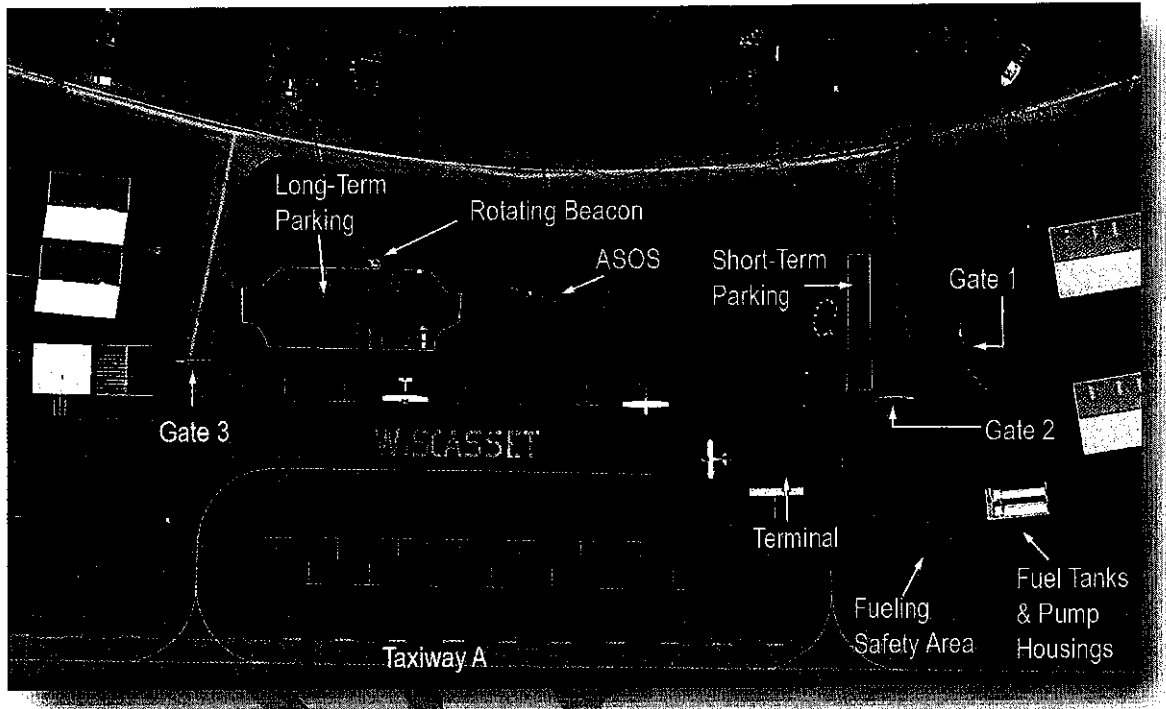 Long-Term
Parking
Rotating Beacon
ASOS
Short-Term
Parking
Gate 1
Gate 3
WISCASSET
Gate 2
Terminal
Fueling
Safety Area
Fuel Tanks
& Pump
Housings
Taxiway A